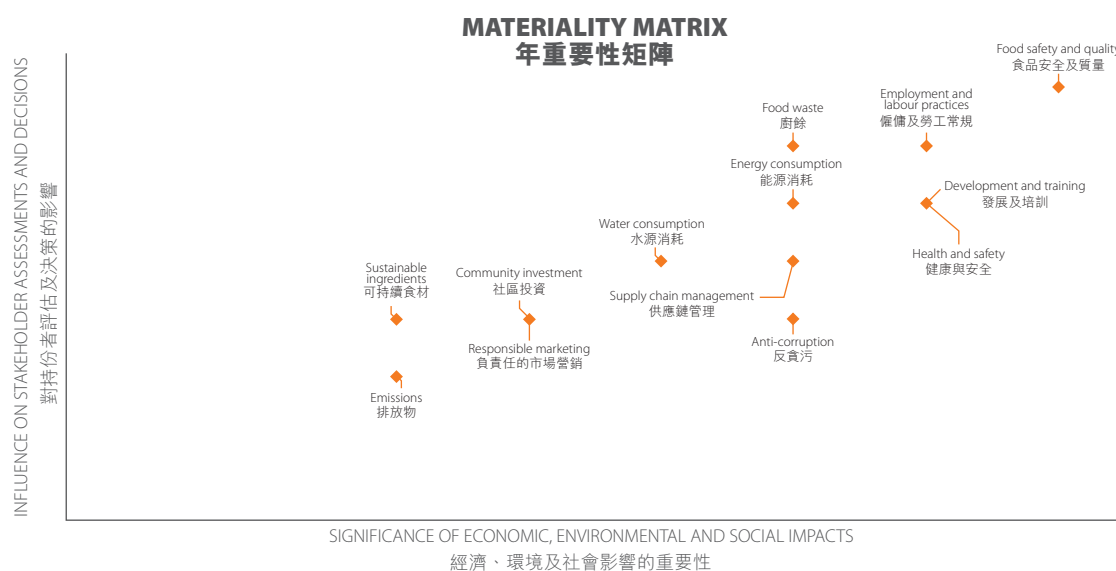 MATERIALITY MATRIX
年重要性矩陣
INFLUENCE ON STAKEHOLDER ASSESSMENTS AND DECISIONS
對持份者評估及決策的影響
Food safety and quality
食品安全及質量
Employment and
labour practices
僱傭及勞工常規
Food waste
廚餘
Energy consumption
能源消耗
Development and training
發展及培訓
Water consumption
水源消耗
Health and safety
健康與安全
Sustainable
ingredients
可持續食材
Community investment
社區投資
Supply chain management
供應鏈管理
Responsible marketing
負責任的市場營銷
Anti-corruption
反貪污
Emissions
排放物
SIGNIFICANCE OF ECONOMIC, ENVIRONMENTAL AND SOCIAL IMPACTS
經濟、環境及社會影響的重要性